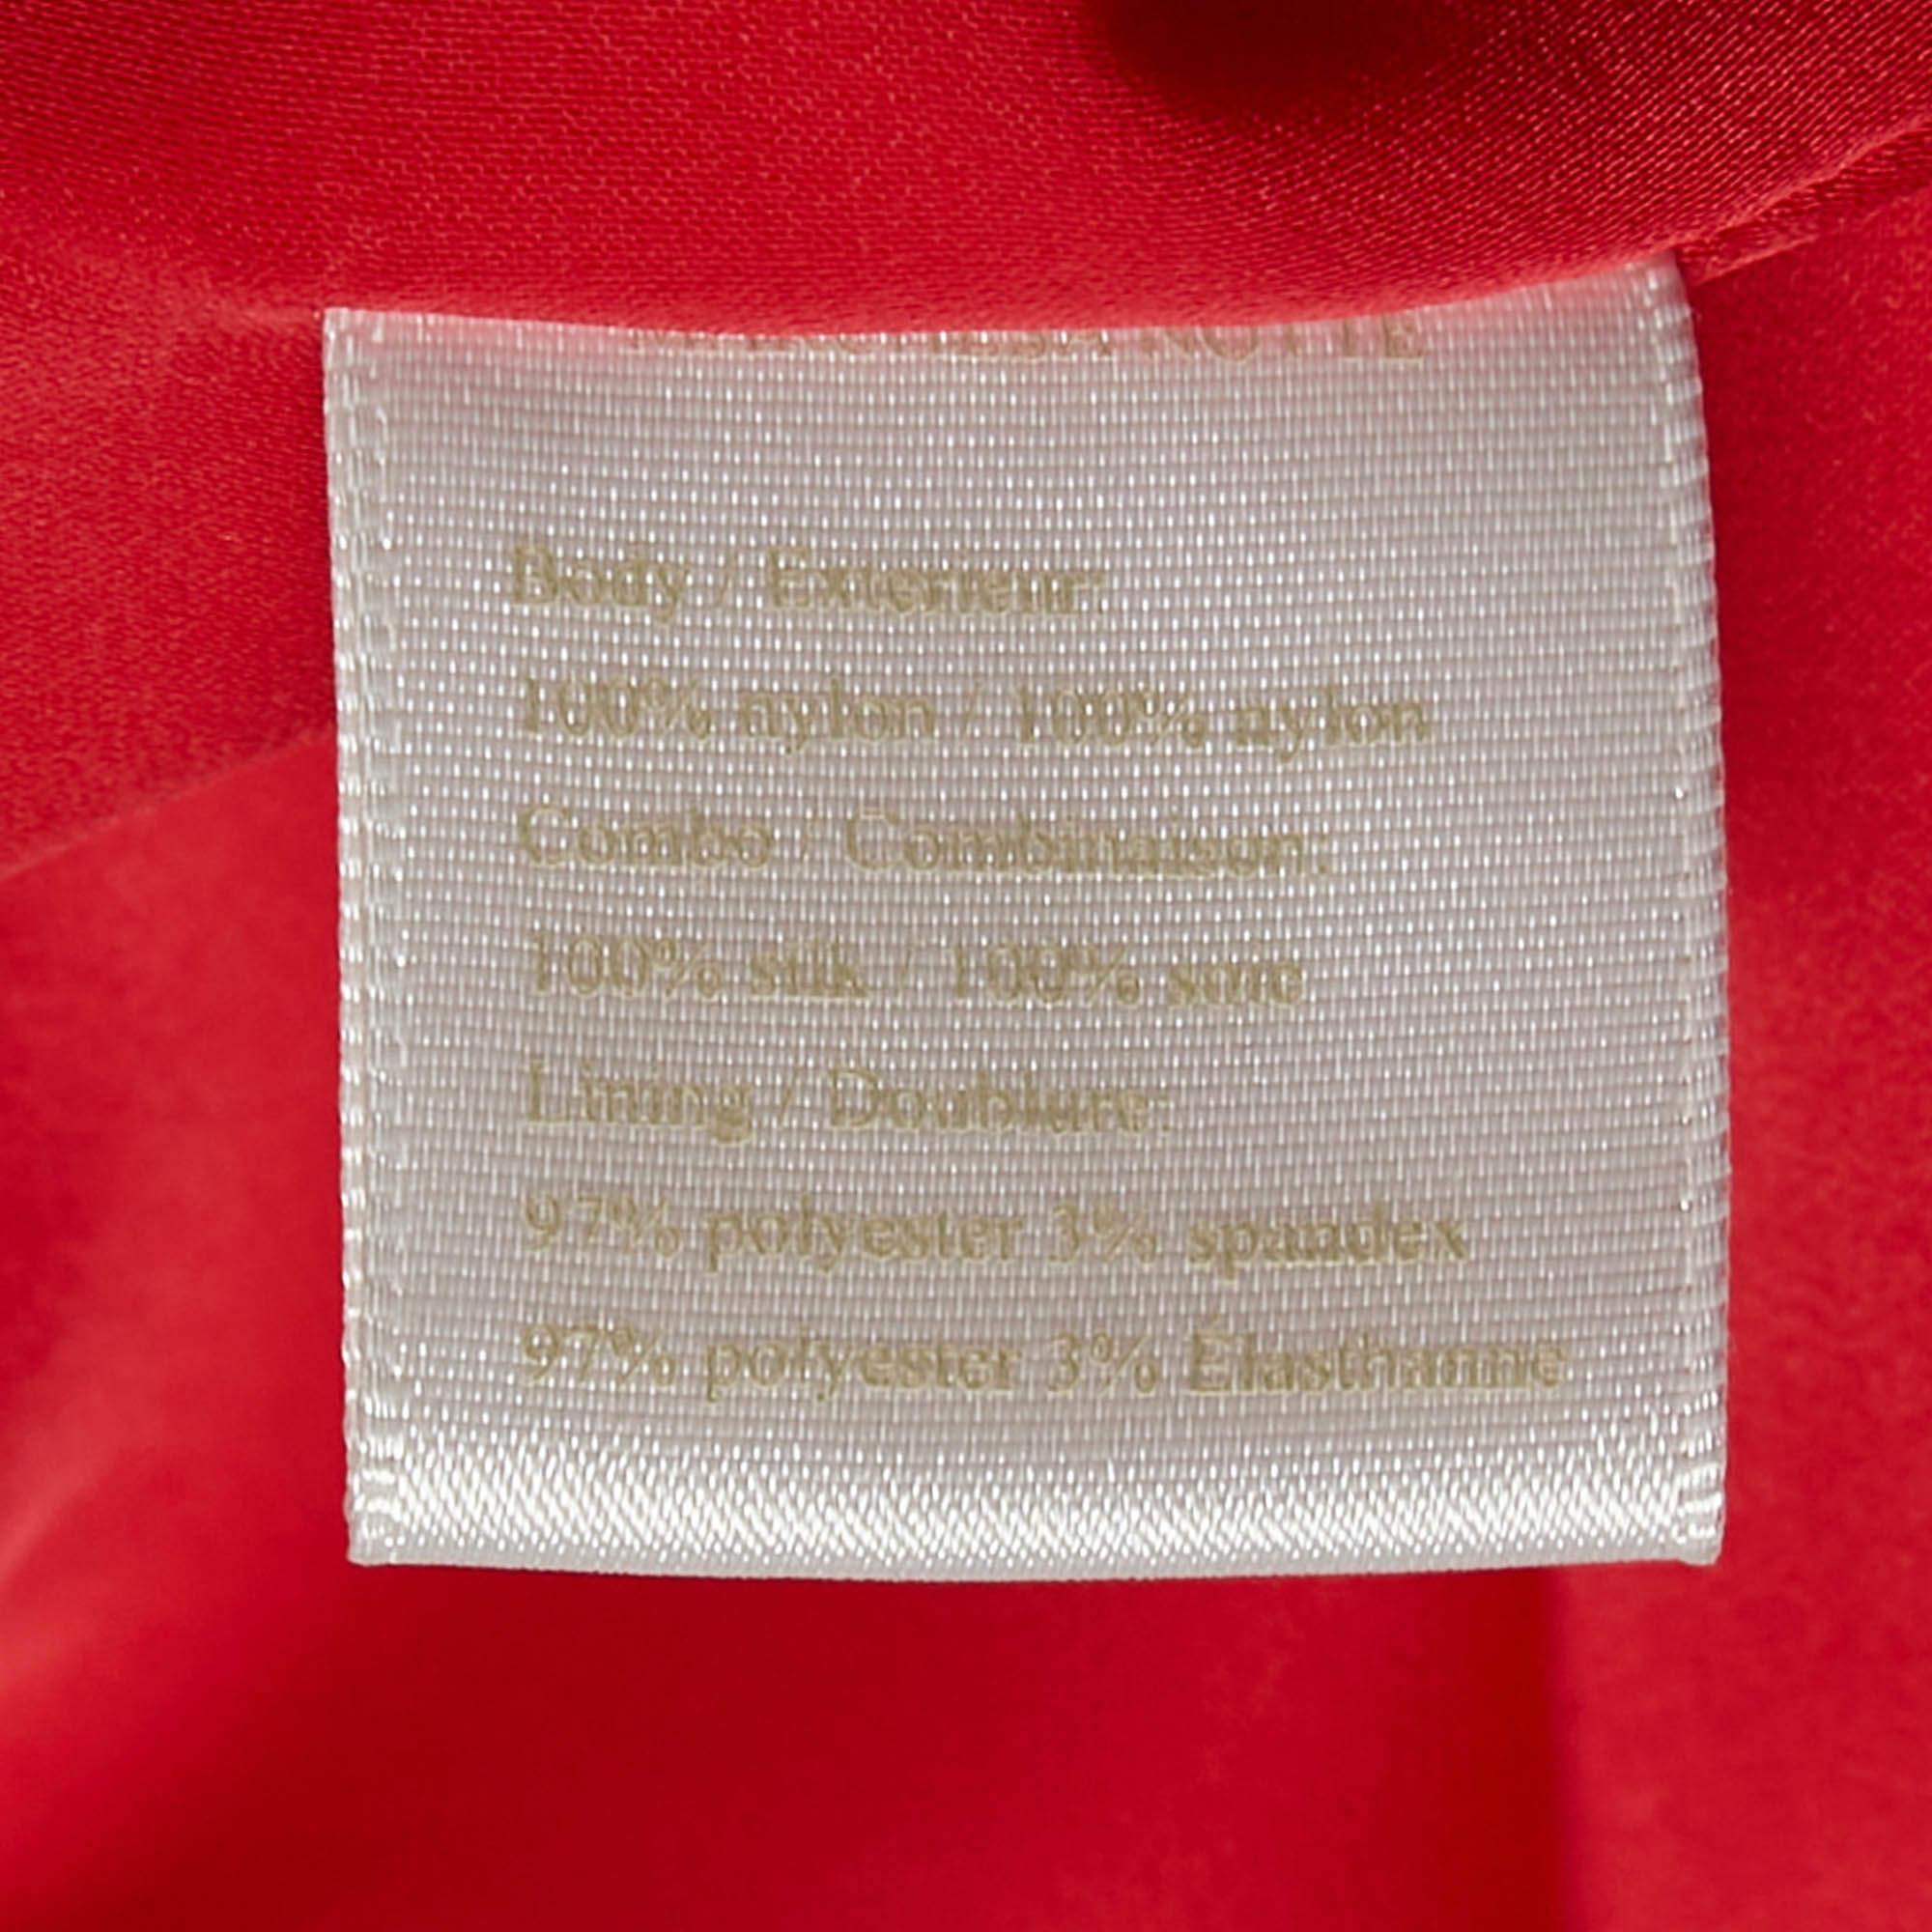 Body / Exterieur:
100% nylon / 100% nylon
Combo / Combinaison:
100% silk / 100% soie
Lining / Doublure:
97% polyester 3% spandex
97% polyester 3% Élasthanne